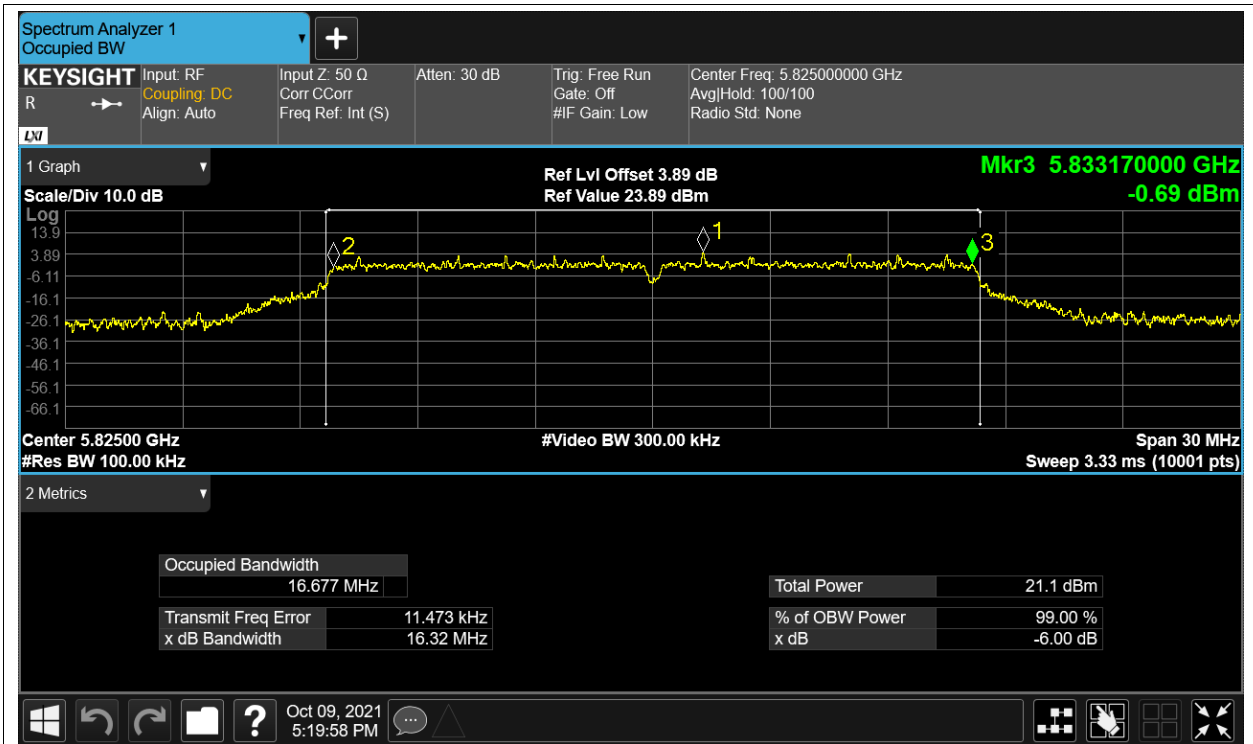 Spectrum Analyzer 1
Occupied BW
KEYSIGHT
R
LXI
Input: RF
Coupling: DC
Align: Auto
Input Z: 50 Ω
Corr CCorr
Freq Ref: Int (S)
Atten: 30 dB
Trig: Free Run
Gate: Off
#IF Gain: Low
Center Freq: 5.825000000 GHz
Avg|Hold: 100/100
Radio Std: None
1 Graph
Scale/Div 10.0 dB
Ref Lvl Offset 3.89 dB
Ref Value 23.89 dBm
Mkr3 5.833170000 GHz
-0.69 dBm
Log
13.9
3.89
-6.11
-16.1
-26.1
-36.1
-46.1
-56.1
-66.1
2
1
3
Center 5.82500 GHz
#Res BW 100.00 kHz
#Video BW 300.00 kHz
Span 30 MHz
Sweep 3.33 ms (10001 pts)
2 Metrics
Occupied Bandwidth
16.677 MHz
Transmit Freq Error 11.473 kHz
x dB Bandwidth 16.32 MHz
Total Power 21.1 dBm
% of OBW Power 99.00 %
x dB -6.00 dB
?
Oct 09, 2021
5:19:58 PM